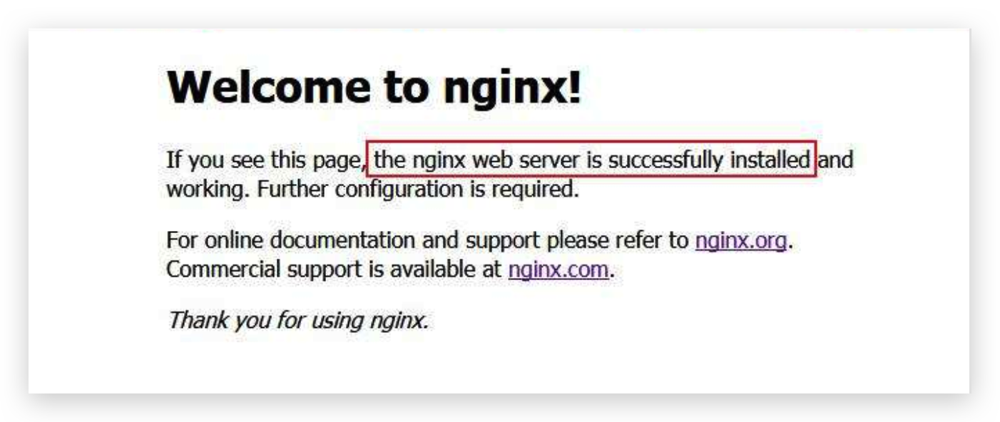 Welcome to nginx!
If you see this page, the nginx web server is successfully installed and
working. Further configuration is required.
For online documentation and support please refer to nginx.org.
Commercial support is available at nginx.com.
Thank you for using nginx.